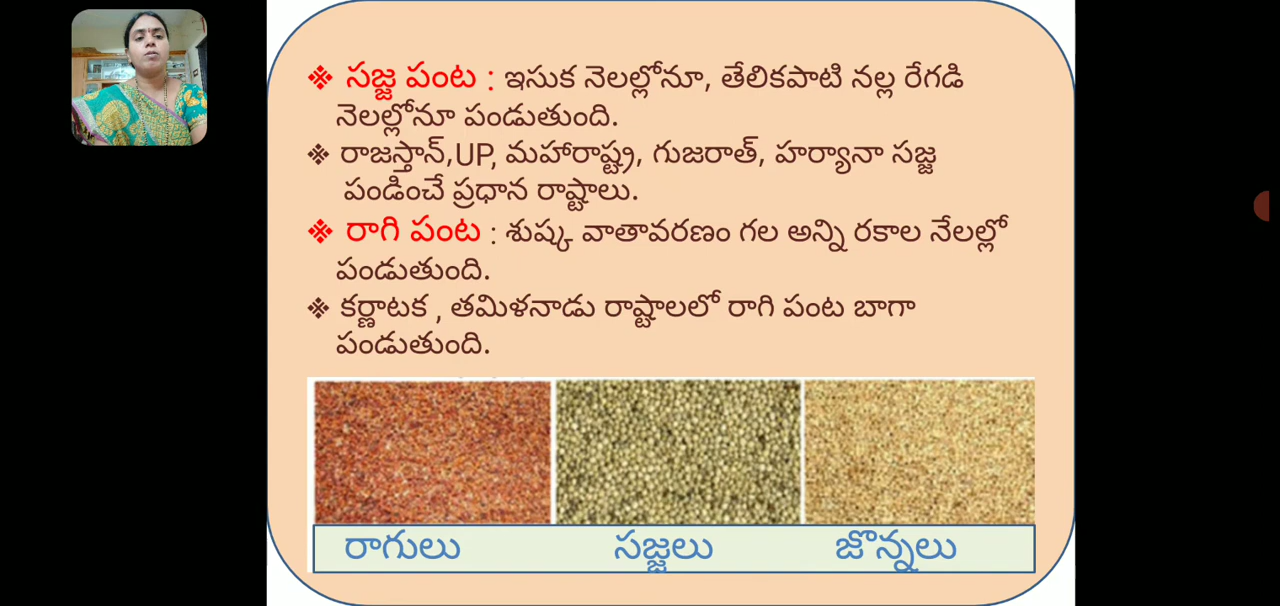 ❖ సజ్జ పంట : ఇసుక నెలల్లోనూ, తేలికపాటి నల్ల రేగడి
నెలల్లోనూ పండుతుంది.
❖ రాజస్తాన్,UP, మహారాష్ట్ర, గుజరాత్, హర్యానా సజ్జ
పండించే ప్రధాన రాష్టాలు.
❖ రాగి పంట : శుష్క వాతావరణం గల అన్ని రకాల నేలల్లో
పండుతుంది.
❖ కర్ణాటక , తమిళనాడు రాష్టాలలో రాగి పంట బాగా
పండుతుంది.
రాగులు సజ్జలు జొన్నలు